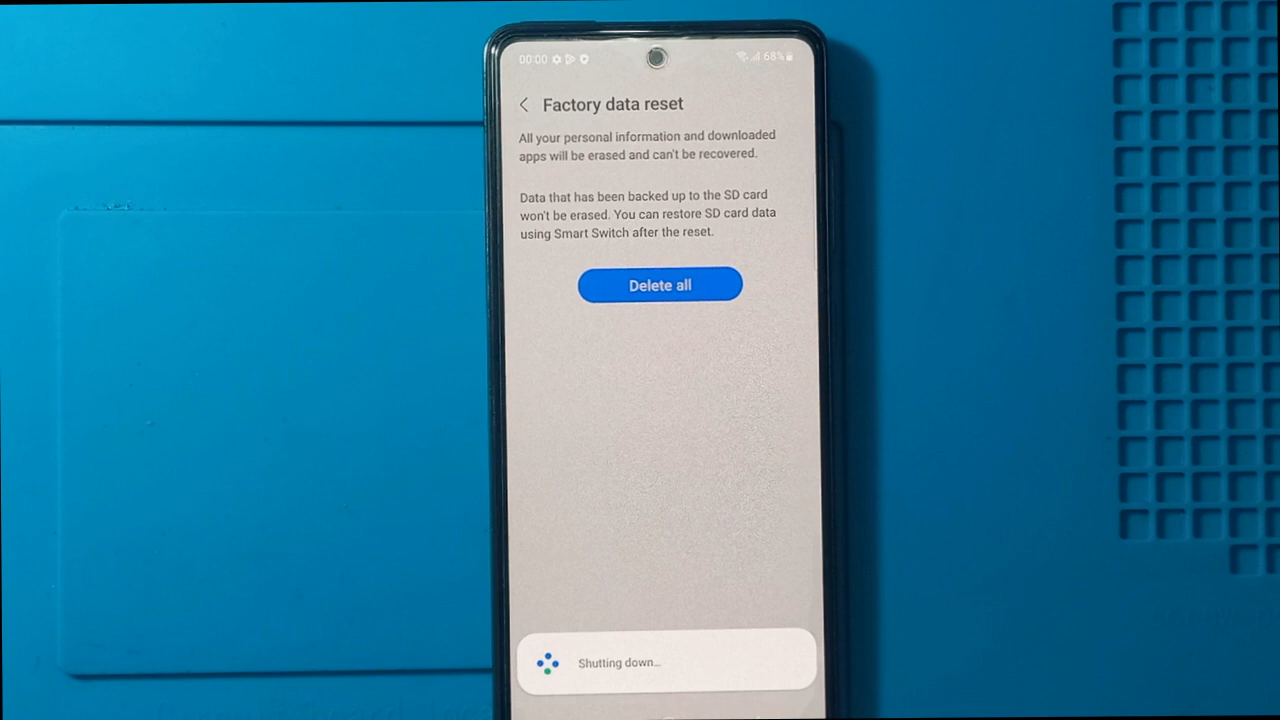 00:00 68%
Factory data reset
All your personal information and downloaded
apps will be erased and can't be recovered.
Data that has been backed up to the SD card
won't be erased. You can restore SD card data
using Smart Switch after the reset.
Delete all
Shutting down...